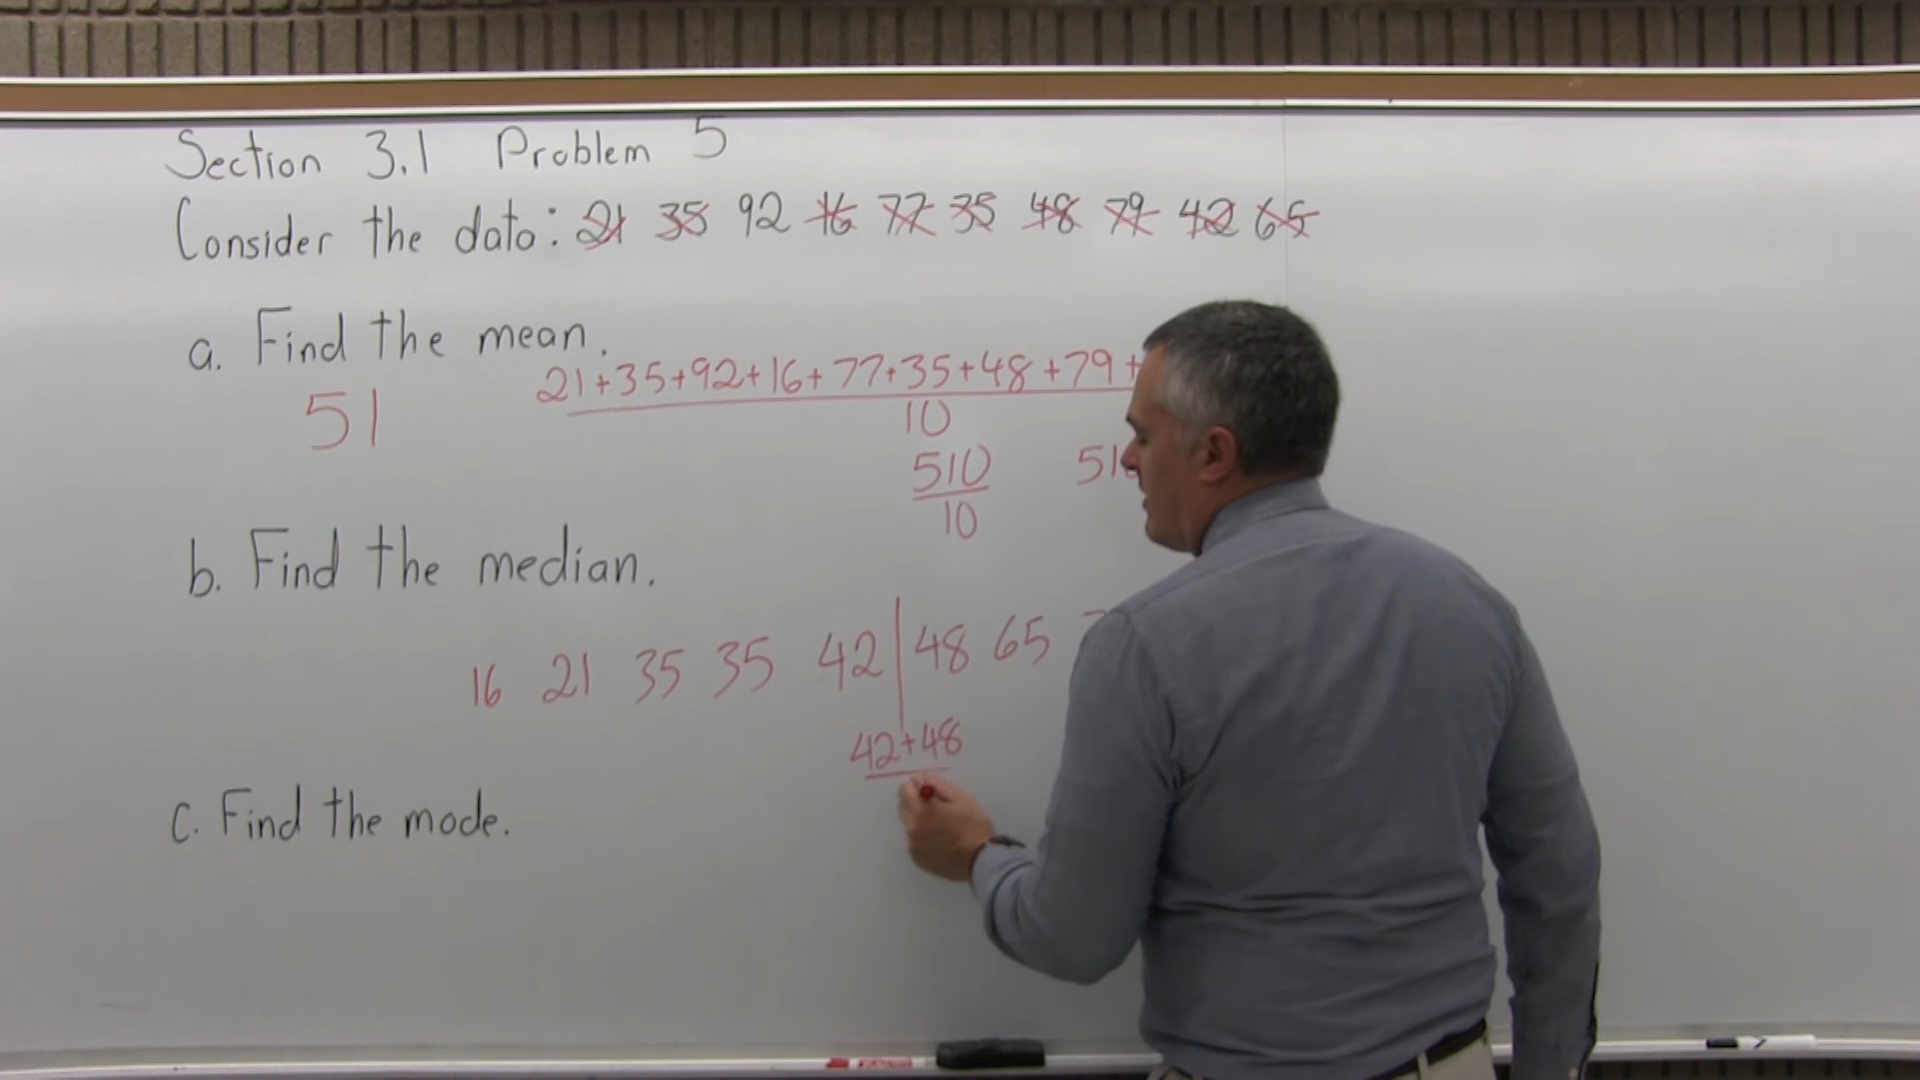 Section 3.1 Problem 5
Consider the data: 21 35 92 16 77 35 48 79 42 65
a. Find the mean.
21+35+92+16+77+35+48+79+
10
51
510
10
b. Find the median.
16 21 35 35 42 | 48 65
42+48
c. Find the mode.